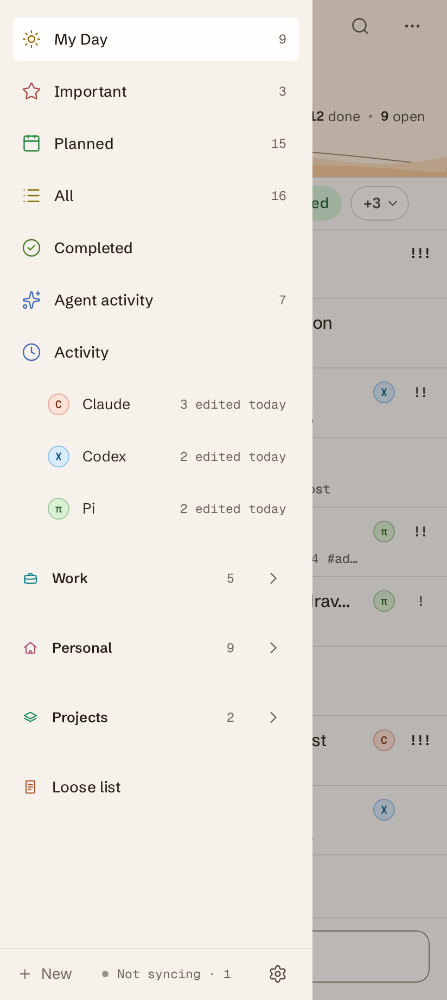 My Day 9
Important 3
Planned 15
All 16
Completed
Agent activity 7
Activity
C Claude 3 edited today
X Codex 2 edited today
π Pi 2 edited today
Work 5
Personal 9
Projects 2
Loose list
+ New
Not syncing · 1
12 done • 9 open
ed
+3
!!!
on
X !!
ost
π !!
4 #ad…
rav… π !
st C !!!
X